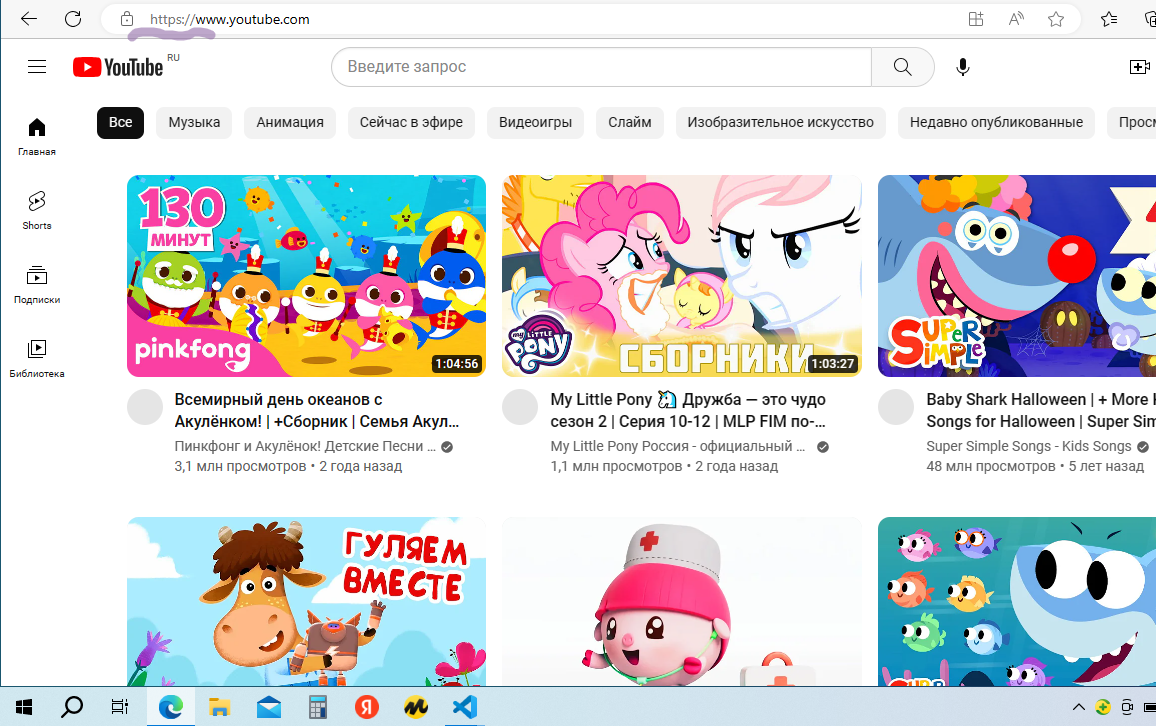 https://www.youtube.com
YouTube RU
Введите запрос
Все
Музыка
Анимация
Сейчас в эфире
Видеоигры
Слайм
Изобразительное искусство
Недавно опубликованные
Главная
Shorts
Подписки
Библиотека
130
МИНУТ
pinkfong
1:04:56
MY LITTLE
PONY
СБОРНИКИ
1:03:27
SUPER
SIMPLE
Всемирный день океанов с
Акулёнком! | +Сборник | Семья Акул...
Пинкфонг и Акулёнок! Детские Песни ...
3,1 млн просмотров • 2 года назад
My Little Pony 🦄 Дружба — это чудо
сезон 2 | Серия 10-12 | MLP FIM по-...
My Little Pony Россия - официальный ...
1,1 млн просмотров • 2 года назад
Baby Shark Halloween | + More
Songs for Halloween | Super
Super Simple Songs - Kids Songs
48 млн просмотров • 5 лет назад
ГУЛЯЕМ
ВМЕСТЕ
Я